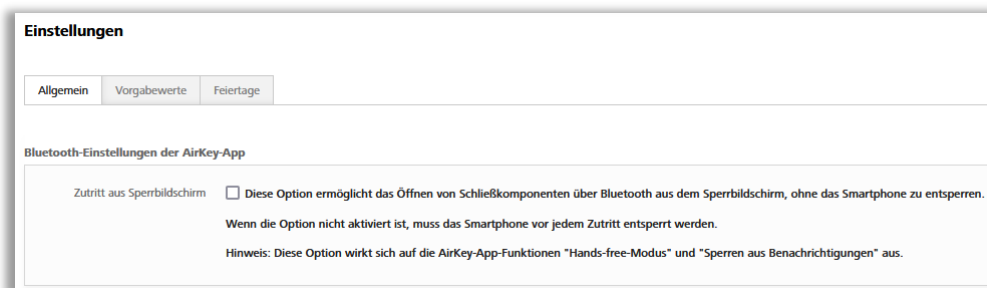 Einstellungen
Allgemein Vorgabewerte Feiertage
Bluetooth-Einstellungen der AirKey-App
Zutritt aus Sperrbildschirm Diese Option ermöglicht das Öffnen von Schließkomponenten über Bluetooth aus dem Sperrbildschirm, ohne das Smartphone zu entsperren.
Wenn die Option nicht aktiviert ist, muss das Smartphone vor jedem Zutritt entsperrt werden.
Hinweis: Diese Option wirkt sich auf die AirKey-App-Funktionen "Hands-free-Modus" und "Sperren aus Benachrichtigungen" aus.